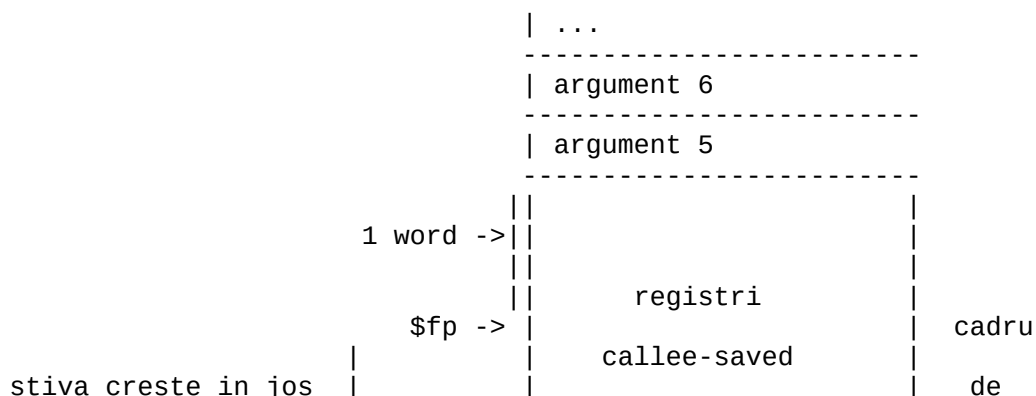 | ...
-------------------------
| argument 6
-------------------------
| argument 5
-------------------------
|| |
1 word ->|| |
|| |
|| registri |
$fp -> | | cadru
| | callee-saved |
stiva creste in jos | | | de